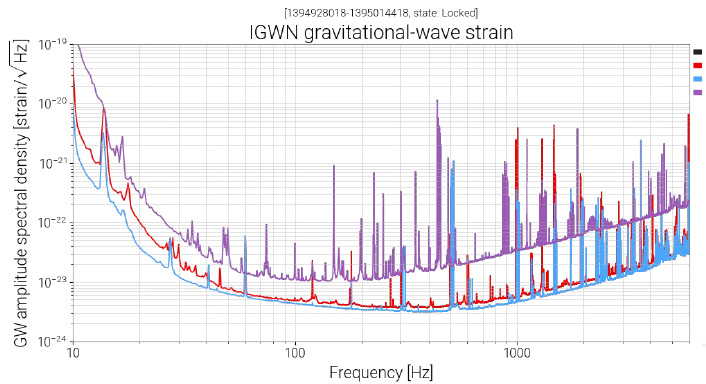 [1394928018-1395014418, state: Locked]
IGWN gravitational-wave strain
GW amplitude spectral density [strain/√Hz]
10⁻¹⁹
10⁻²⁰
10⁻²¹
10⁻²²
10⁻²³
10⁻²⁴
10
100
1000
Frequency [Hz]